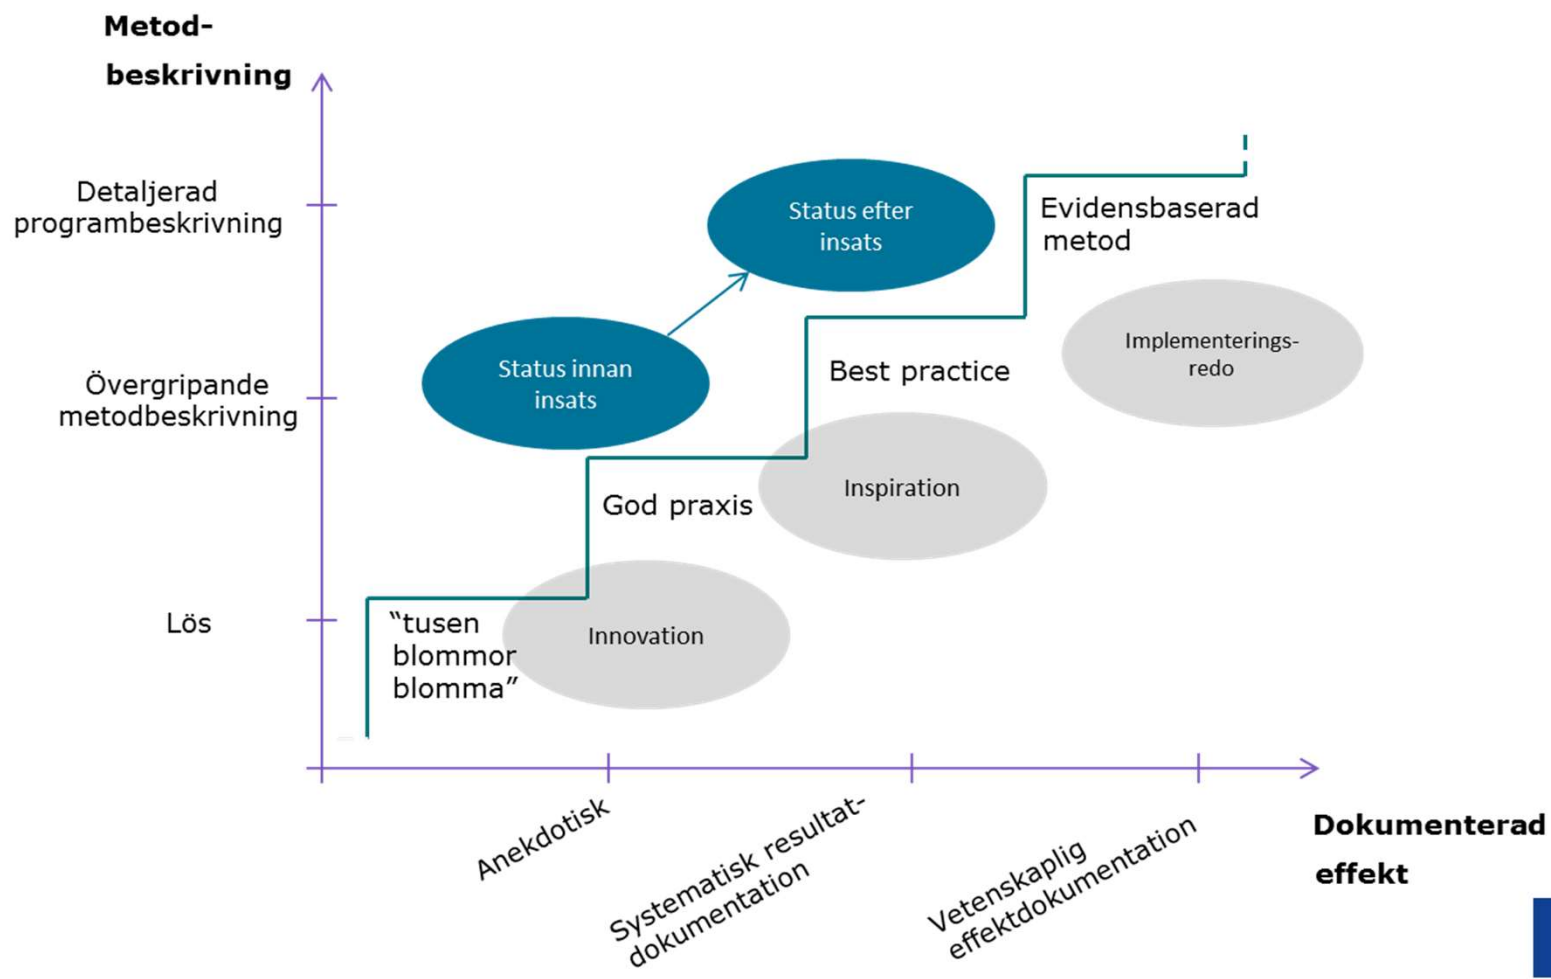 Metod-
beskrivning
Detaljerad
programbeskrivning
Status efter
insats
Evidensbaserad
metod
Status innan
insats
Implementerings-
redo
Övergripande
metodbeskrivning
Best practice
God praxis
Inspiration
Lös
“tusen
blommor
blomma”
Innovation
Anekdotisk
Systematisk resultat-
dokumentation
Vetenskaplig
effektdokumentation
Dokumenterad
effekt